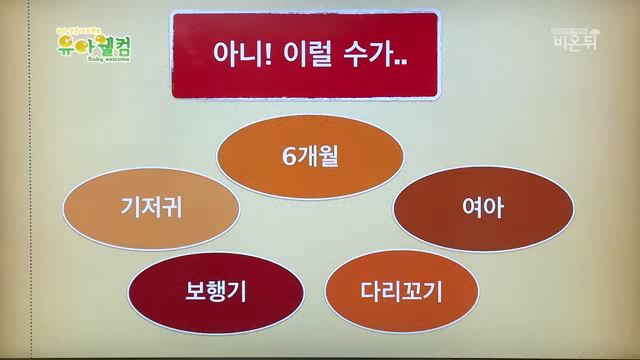 유아웰컴
Baby welcome
비온뒤
아니! 이럴 수가..
6개월
기저귀
여아
보행기
다리꼬기